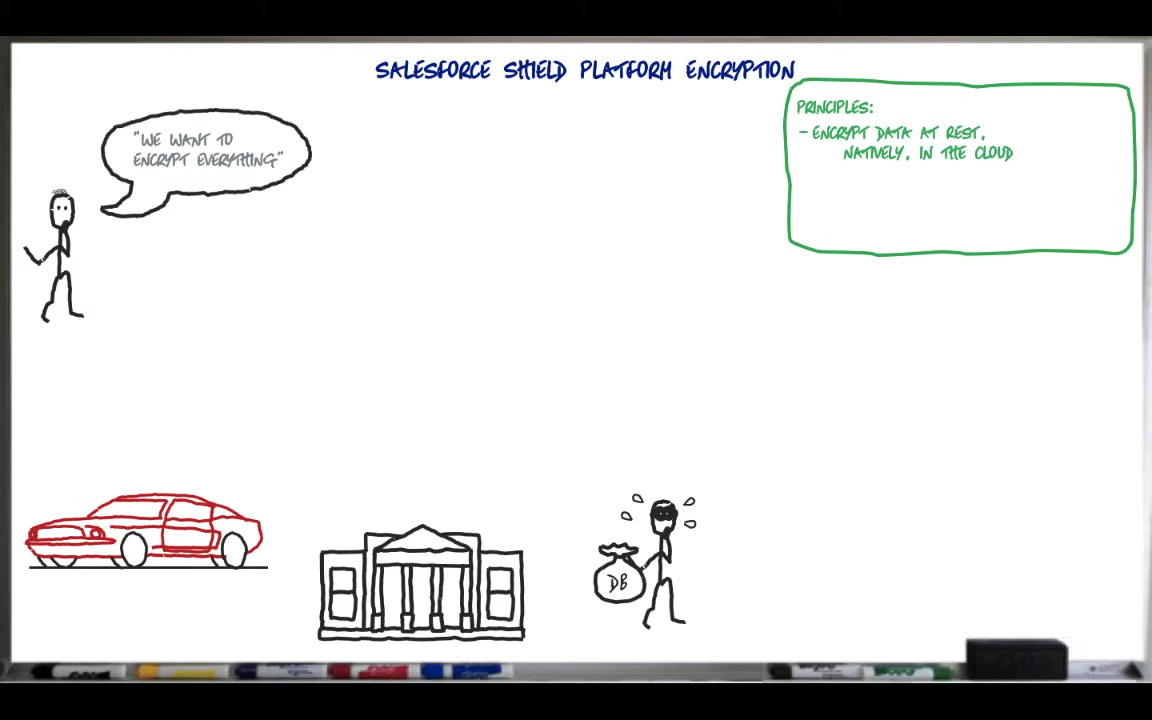 SALESFORCE SHIELD PLATFORM ENCRYPTION
"WE WANT TO
ENCRYPT EVERYTHING"
PRINCIPLES:
- ENCRYPT DATA AT REST,
NATIVELY, IN THE CLOUD
DB